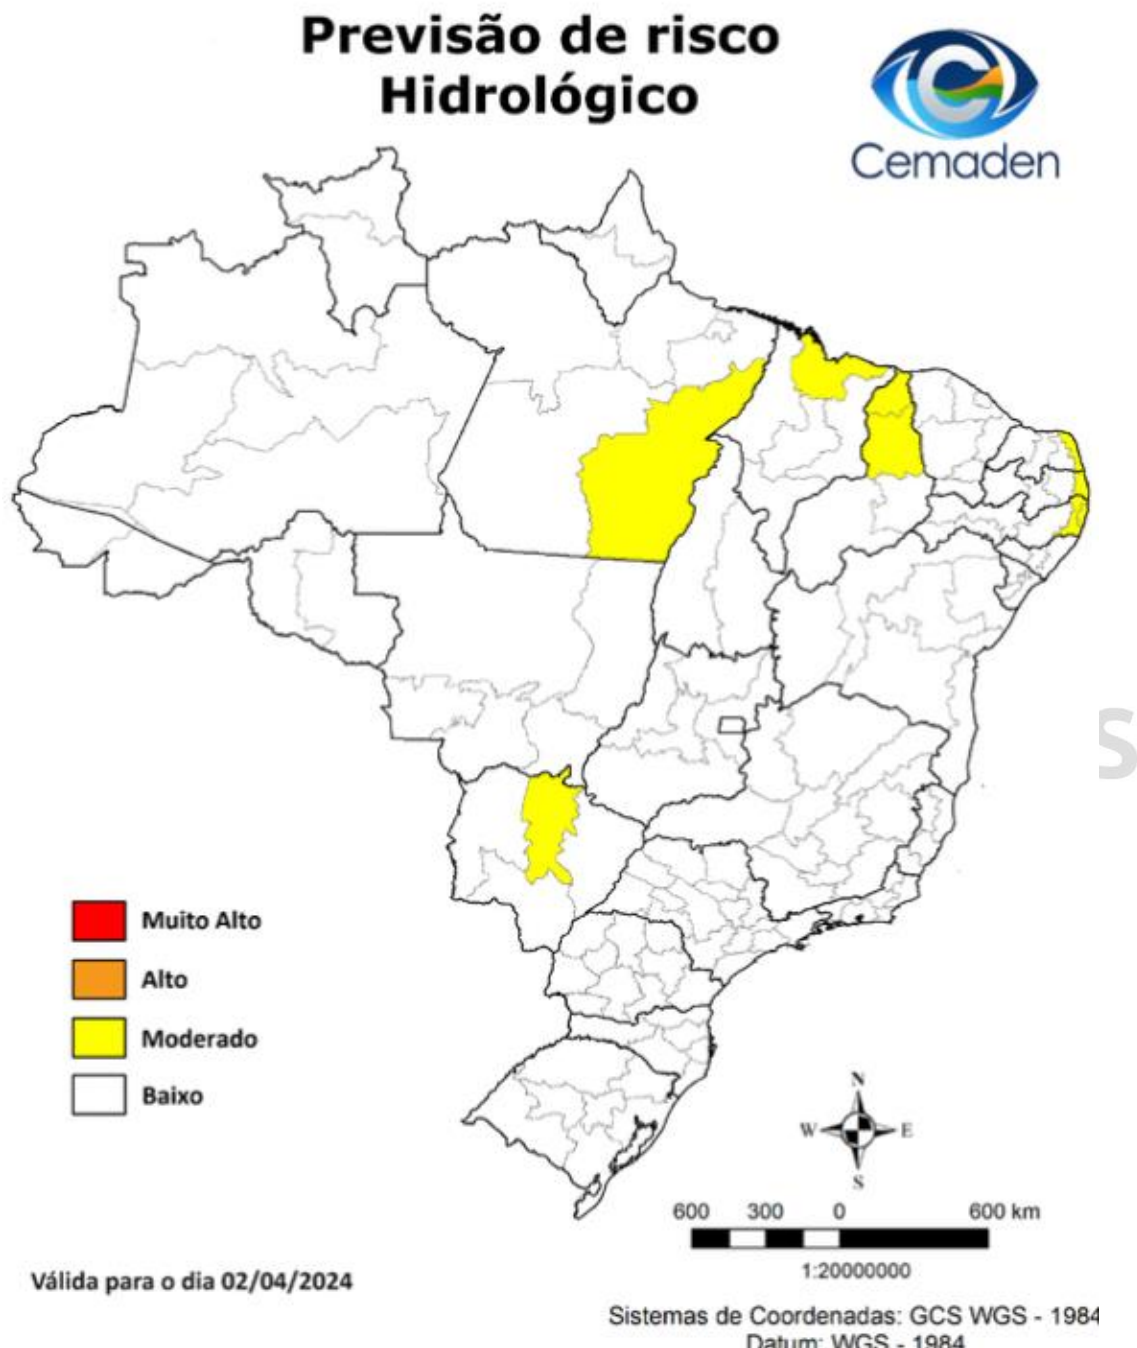 Previsão de risco
Hidrológico
Cemaden
S
Muito Alto
Alto
Moderado
Baixo
N
W E
S
600 300 0 600 km
1:20000000
Válida para o dia 02/04/2024
Sistemas de Coordenadas: GCS WGS - 1984
Datum: WGS - 1984